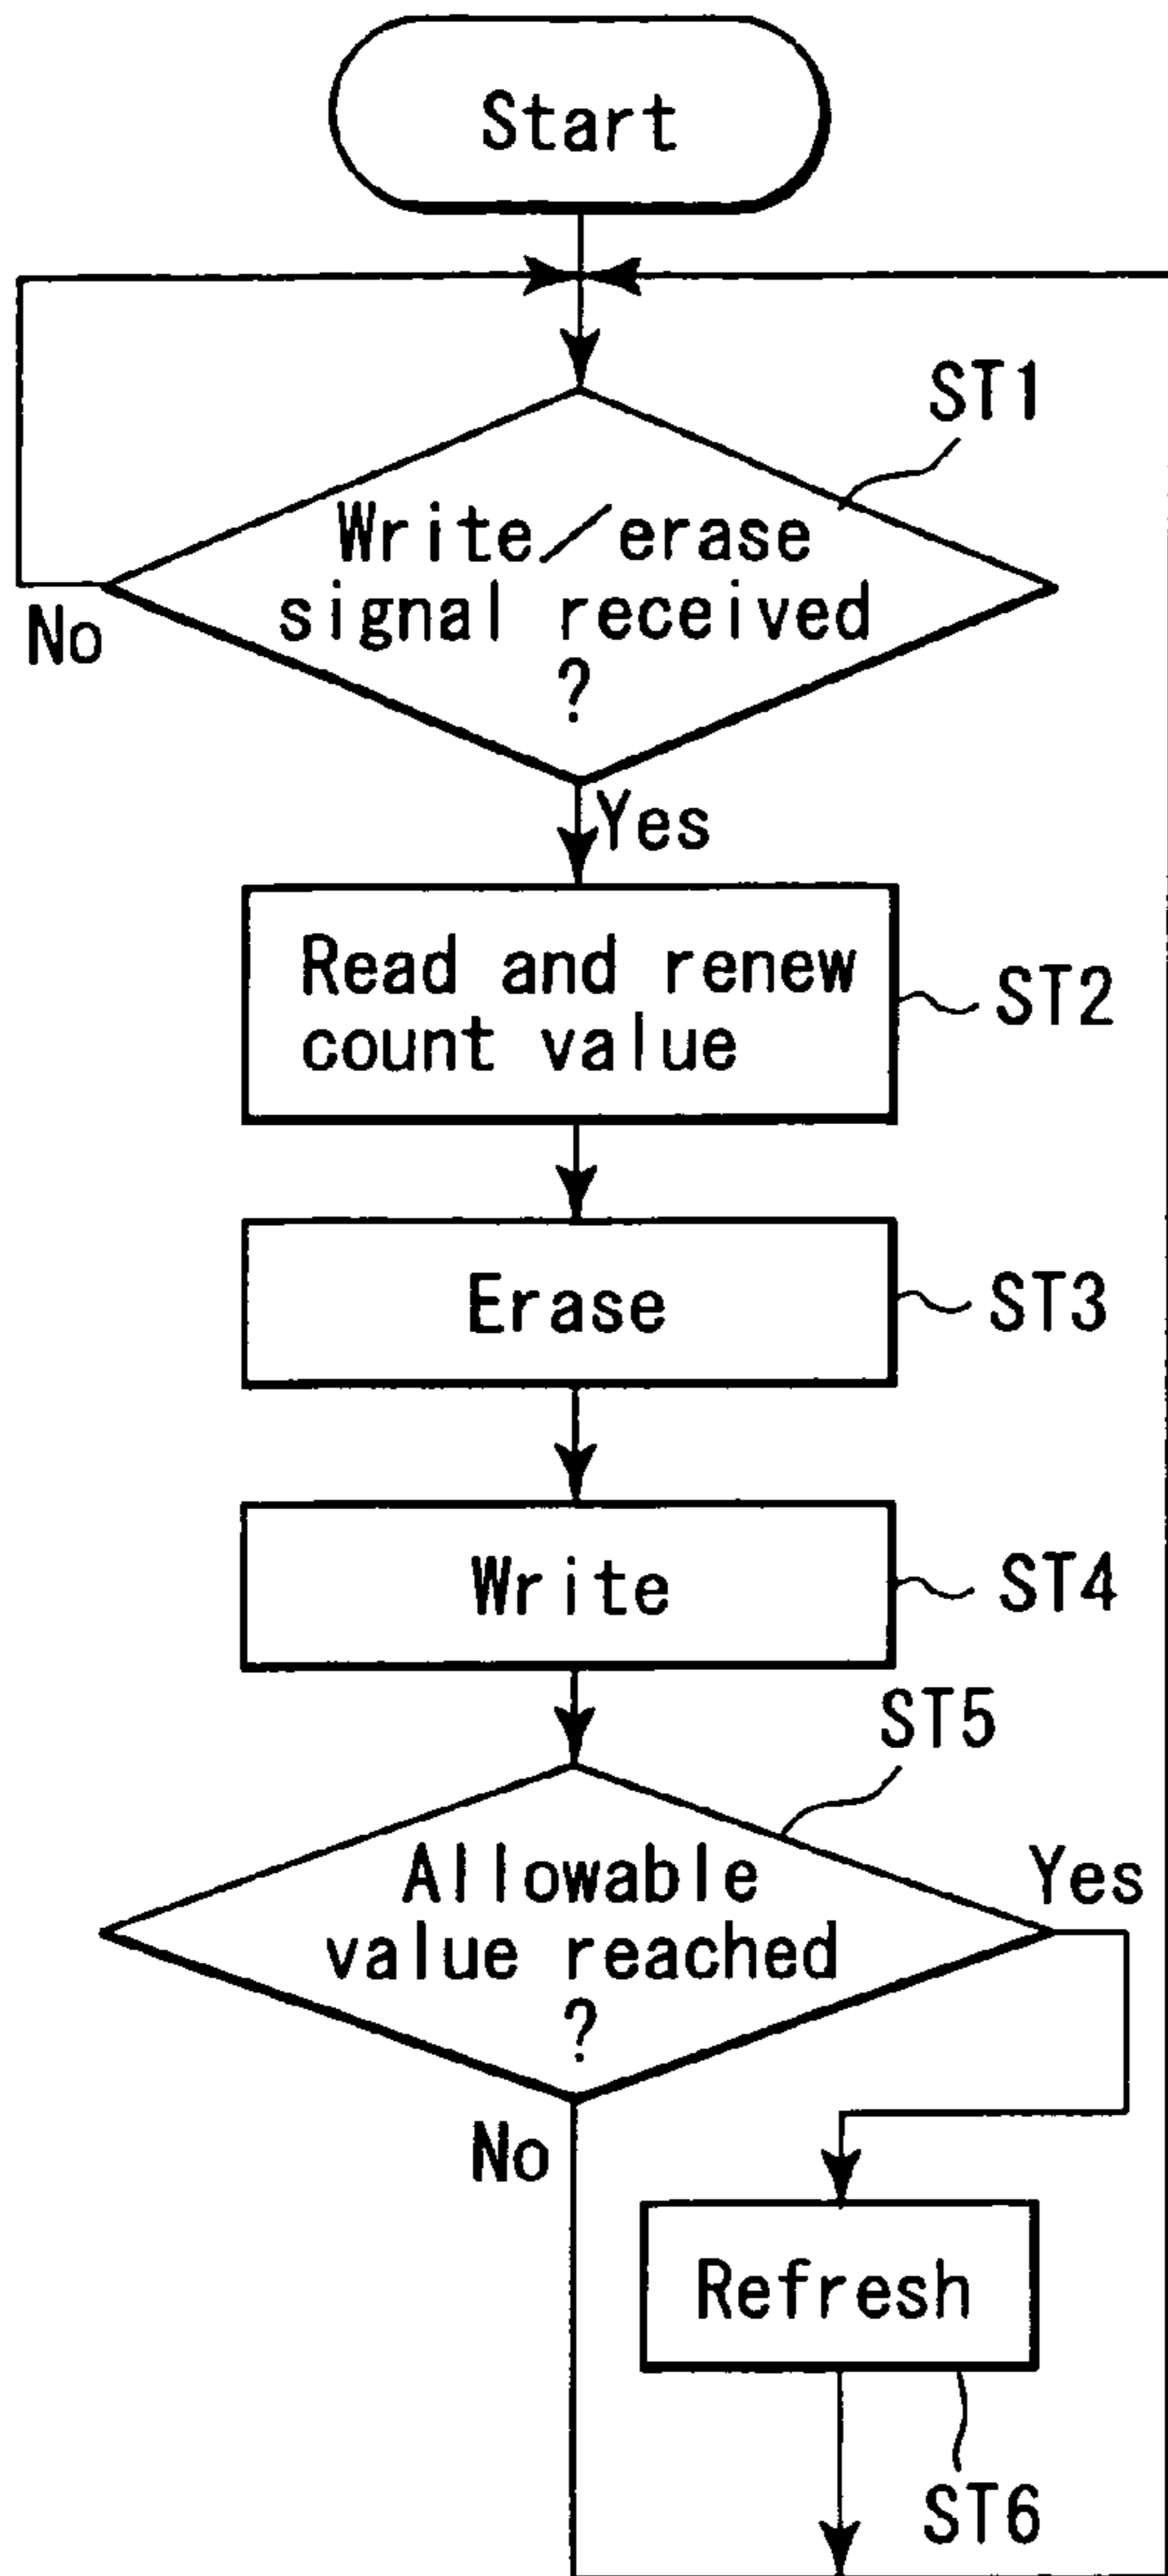 Start
ST1
Write/erase
signal received
?
No
Yes
Read and renew
count value
ST2
Erase
ST3
Write
ST4
ST5
Allowable
value reached
?
Yes
No
Refresh
ST6